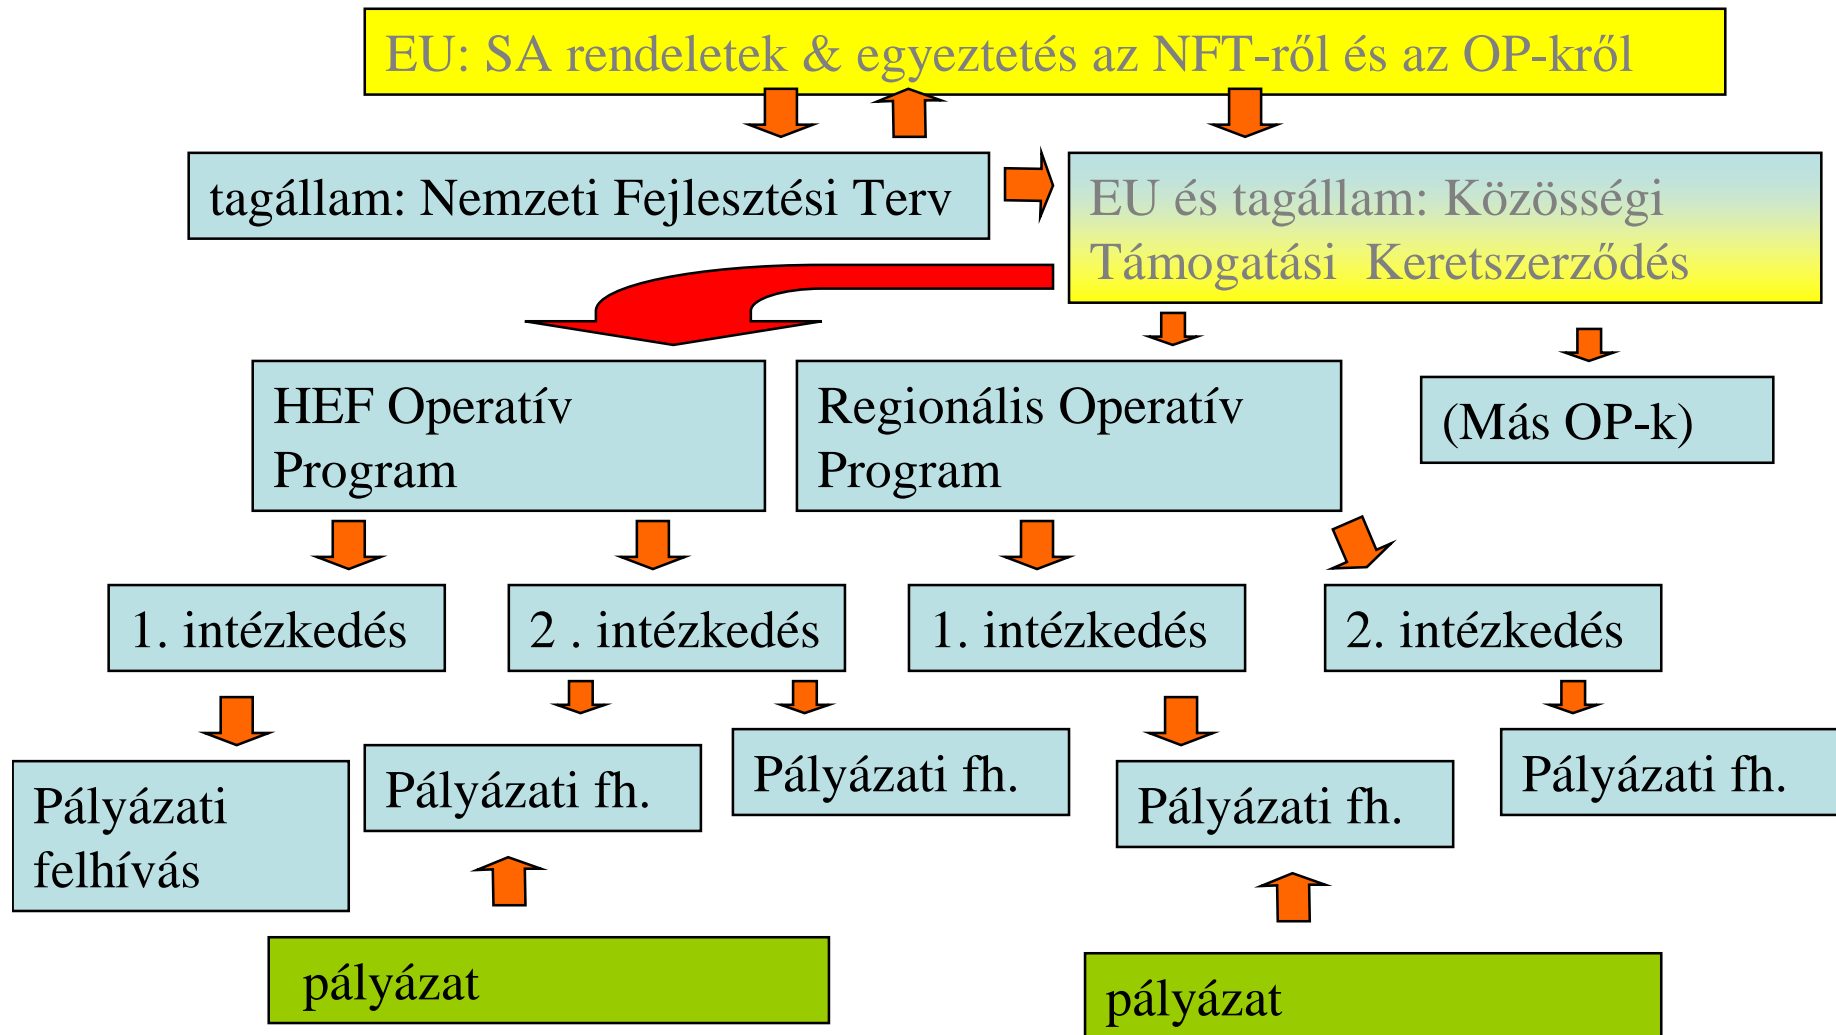 EU: SA rendeletek & egyeztetés az NFT-ről és az OP-kről
tagállam: Nemzeti Fejlesztési Terv
EU és tagállam: Közösségi
Támogatási Keretszerződés
HEF Operatív
Program
Regionális Operatív
Program
(Más OP-k)
1. intézkedés
2 . intézkedés
1. intézkedés
2. intézkedés
Pályázati
felhívás
Pályázati fh.
Pályázati fh.
Pályázati fh.
Pályázati fh.
pályázat
pályázat